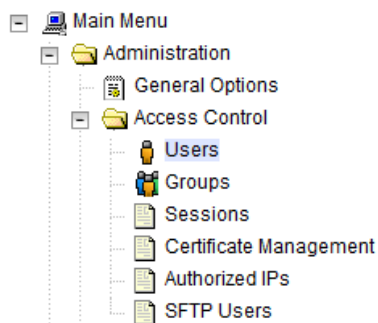 Main Menu
Administration
General Options
Access Control
Users
Groups
Sessions
Certificate Management
Authorized IPs
SFTP Users